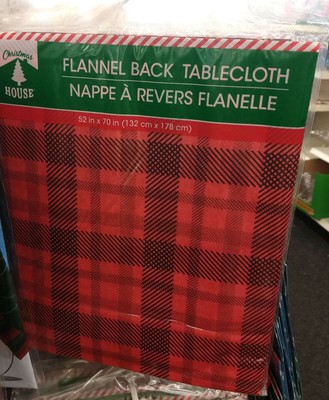 Christmas
HOUSE
FLANNEL BACK TABLECLOTH
NAPPE À REVERS FLANELLE
52 in x 70 in (132 cm x 178 cm)